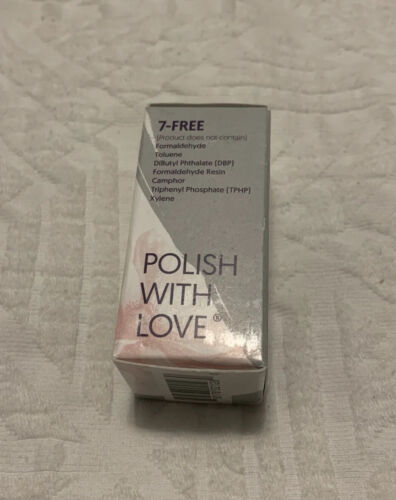 7-FREE
(Product does not contain)
Formaldehyde
Toluene
Dibutyl Phthalate (DBP)
Formaldehyde Resin
Camphor
Triphenyl Phosphate (TPHP)
Xylene
POLISH
WITH
LOVE®